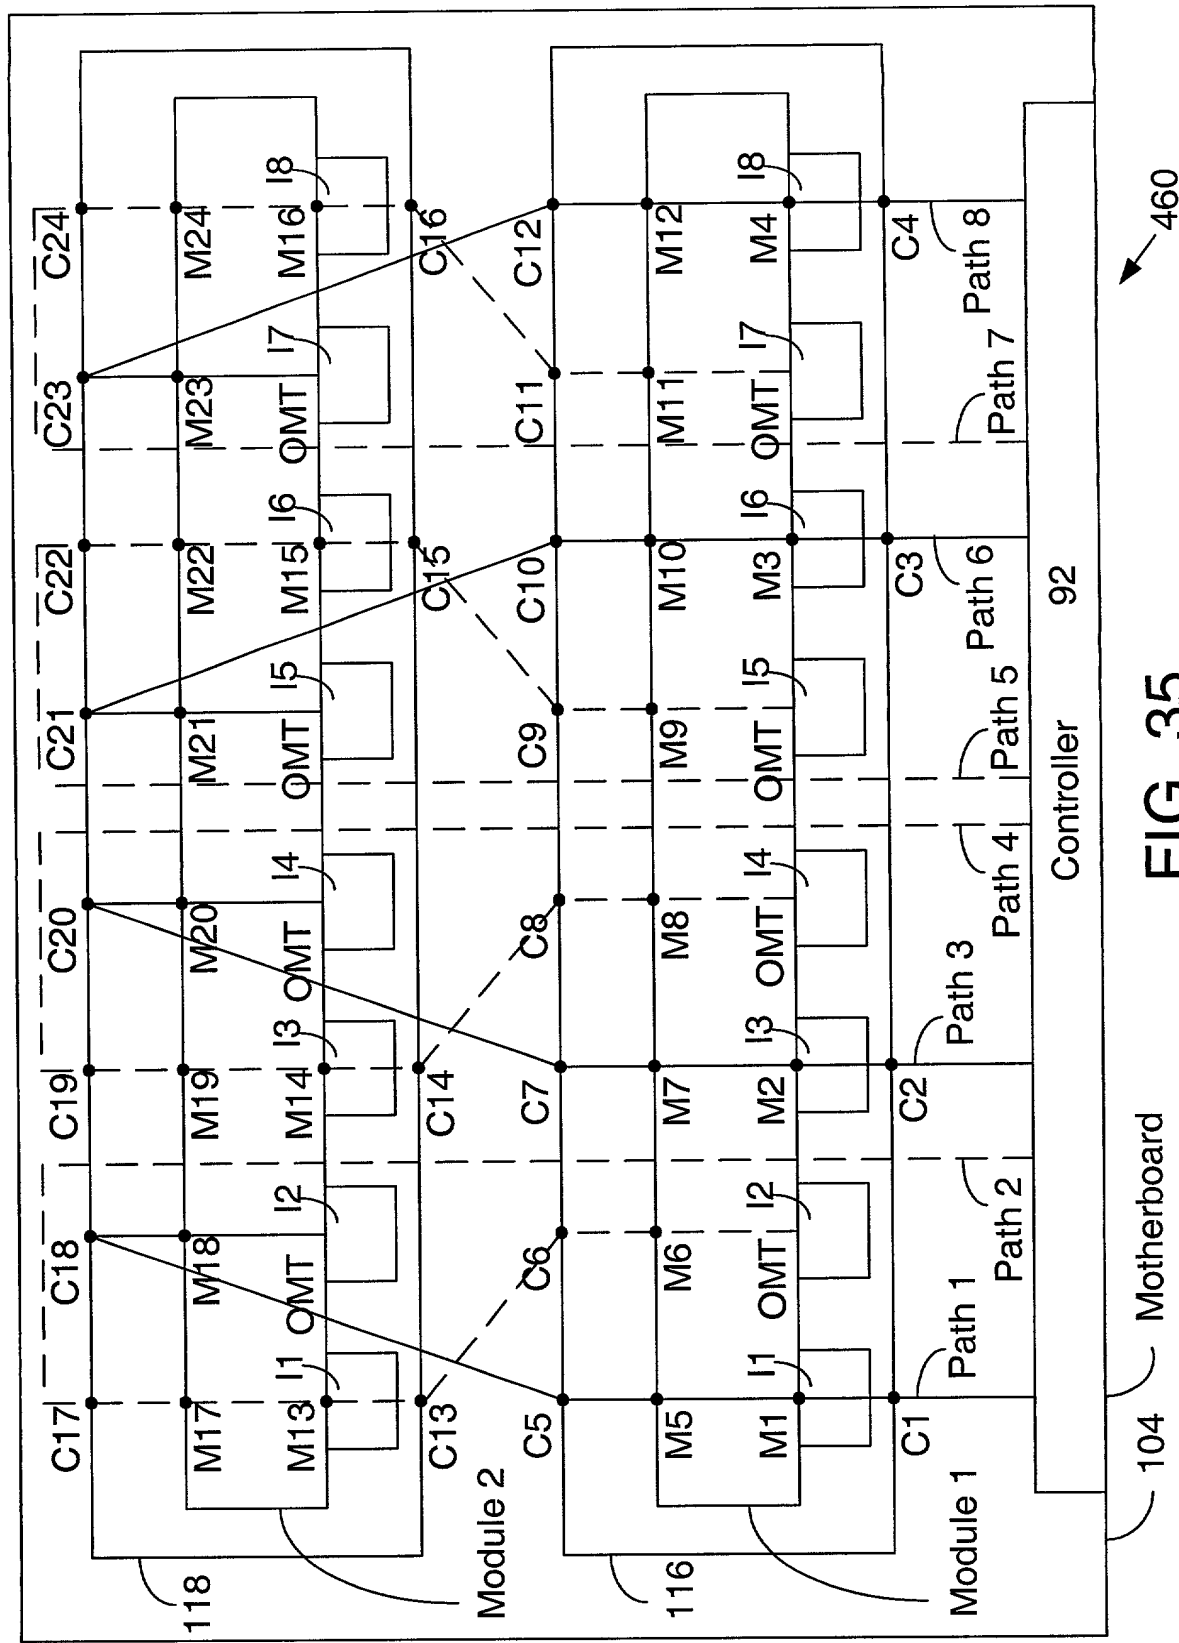 C17 C18 C19 C20 C21 C22 C23 C24
M17 M18 M19 M20 M21 M22 M23 M24
M13 I1 OMT I2 M14 I3 OMT I4 OMT I5 M15 I6 OMT I7 M16 I8
118
Module 2
C13 C14 C15 C16
C5 C6 C7 C8 C9 C10 C11 C12
M5 M6 M7 M8 M9 M10 M11 M12
M1 I1 OMT I2 M2 I3 OMT I4 OMT I5 M3 I6 OMT I7 M4 I8
116
Module 1
C1 C2 C3 C4
Path 1 Path 2 Path 3 Path 4 Path 5 Path 6 Path 7 Path 8
Controller 92
104 Motherboard
460
FIG. 35